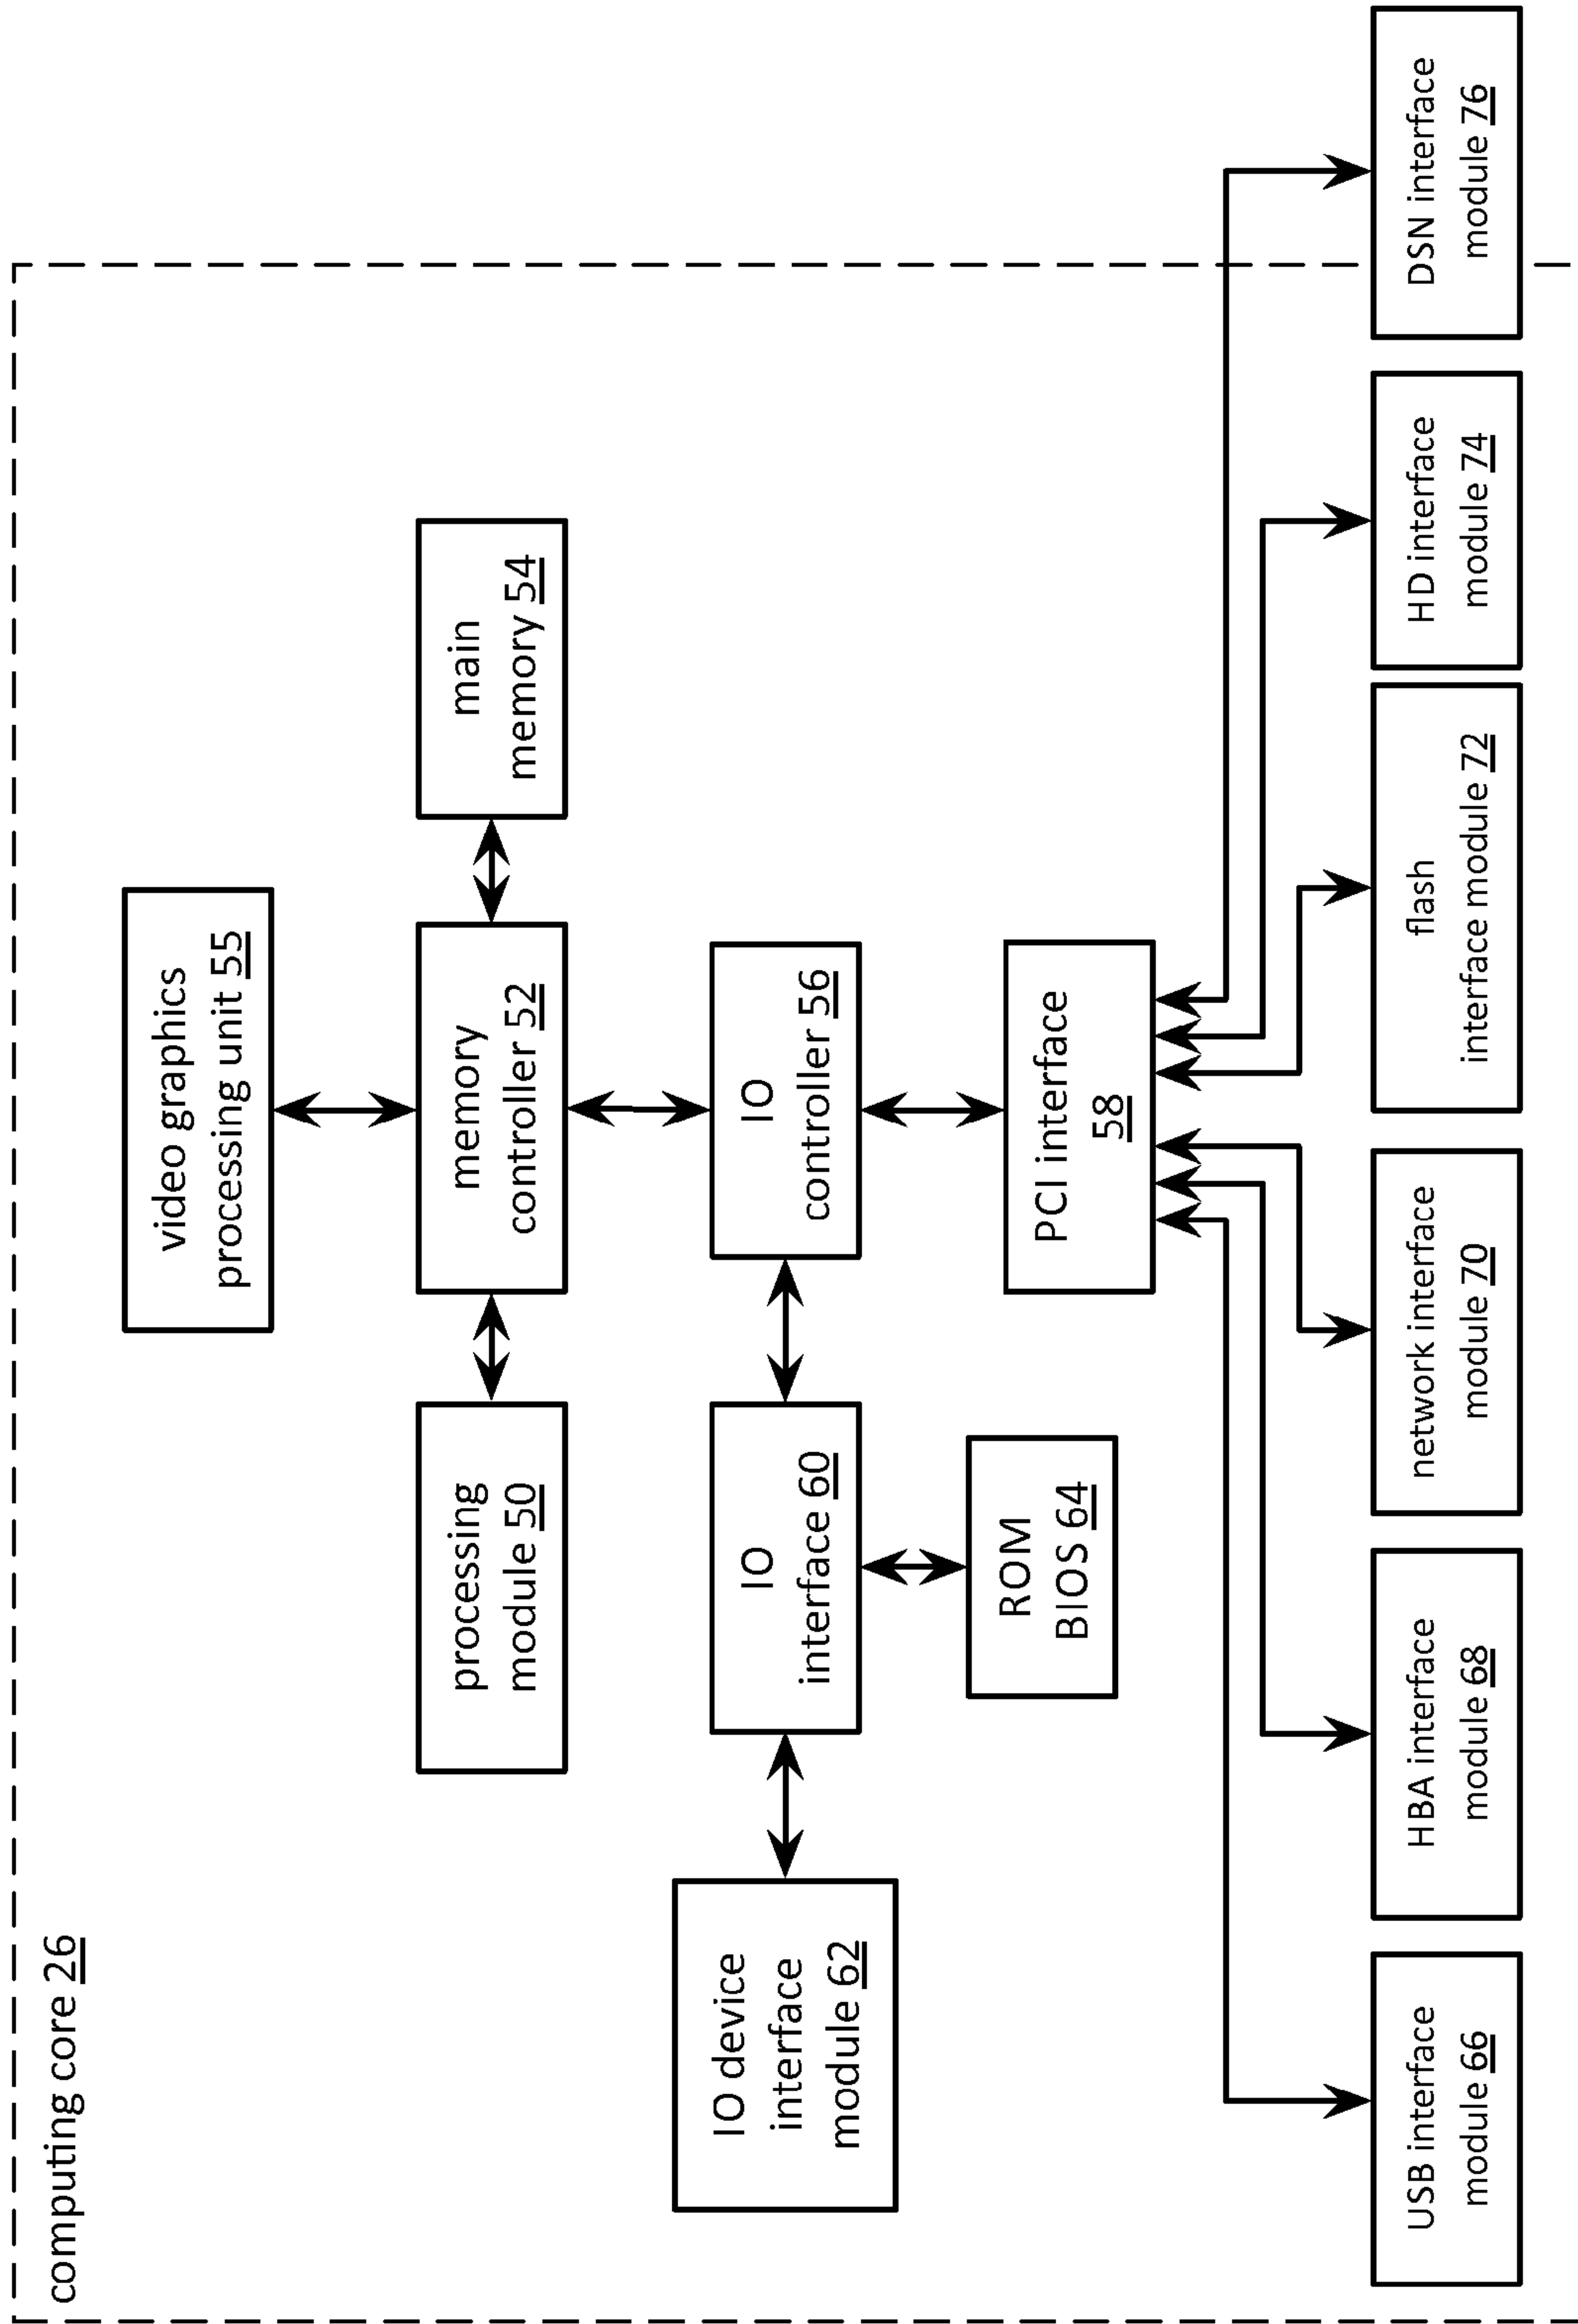 computing core 26
video graphics
processing unit 55
processing
module 50
memory
controller 52
main
memory 54
IO device
interface
module 62
IO
interface 60
IO
controller 56
ROM
BIOS 64
PCI interface
58
USB interface
module 66
HBA interface
module 68
network interface
module 70
flash
interface module 72
HD interface
module 74
DSN interface
module 76